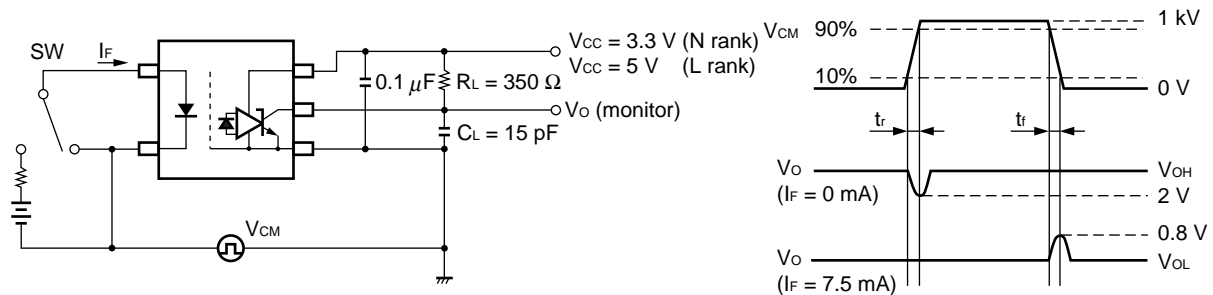 SW
IF
VCC = 3.3 V (N rank)
VCC = 5 V (L rank)
0.1 μF
RL = 350 Ω
VO (monitor)
CL = 15 pF
VCM
VCM
90%
10%
1 kV
0 V
tr
tf
VO
(IF = 0 mA)
VOH
2 V
0.8 V
VO
(IF = 7.5 mA)
VOL